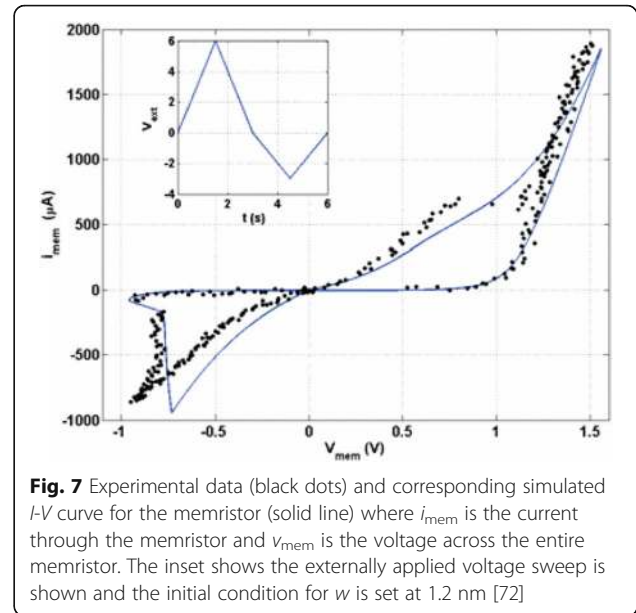 2000
1500
1000
500
0
-500
-1000
i_mem (μA)
-1
-0.5
0
0.5
1
1.5
V_mem (V)
6
4
2
0
-2
-4
V_ext
0
2
4
6
t (s)
Fig. 7 Experimental data (black dots) and corresponding simulated
I-V curve for the memristor (solid line) where i_mem is the current
through the memristor and v_mem is the voltage across the entire
memristor. The inset shows the externally applied voltage sweep is
shown and the initial condition for w is set at 1.2 nm [72]